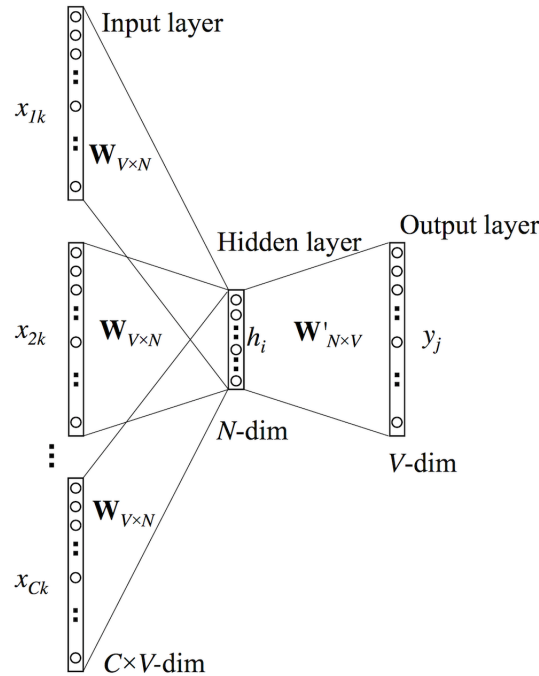 Input layer
x1k
WV×N
Hidden layer
Output layer
x2k
WV×N
hi
W'N×V
yj
N-dim
V-dim
WV×N
xCk
C×V-dim